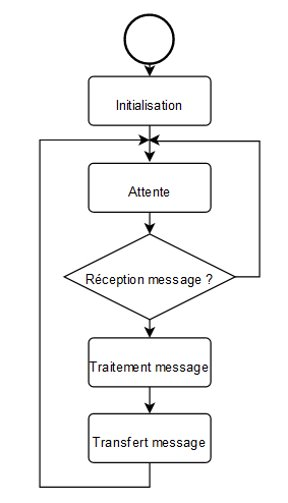 Initialisation
Attente
Réception message ?
Traitement message
Transfert message